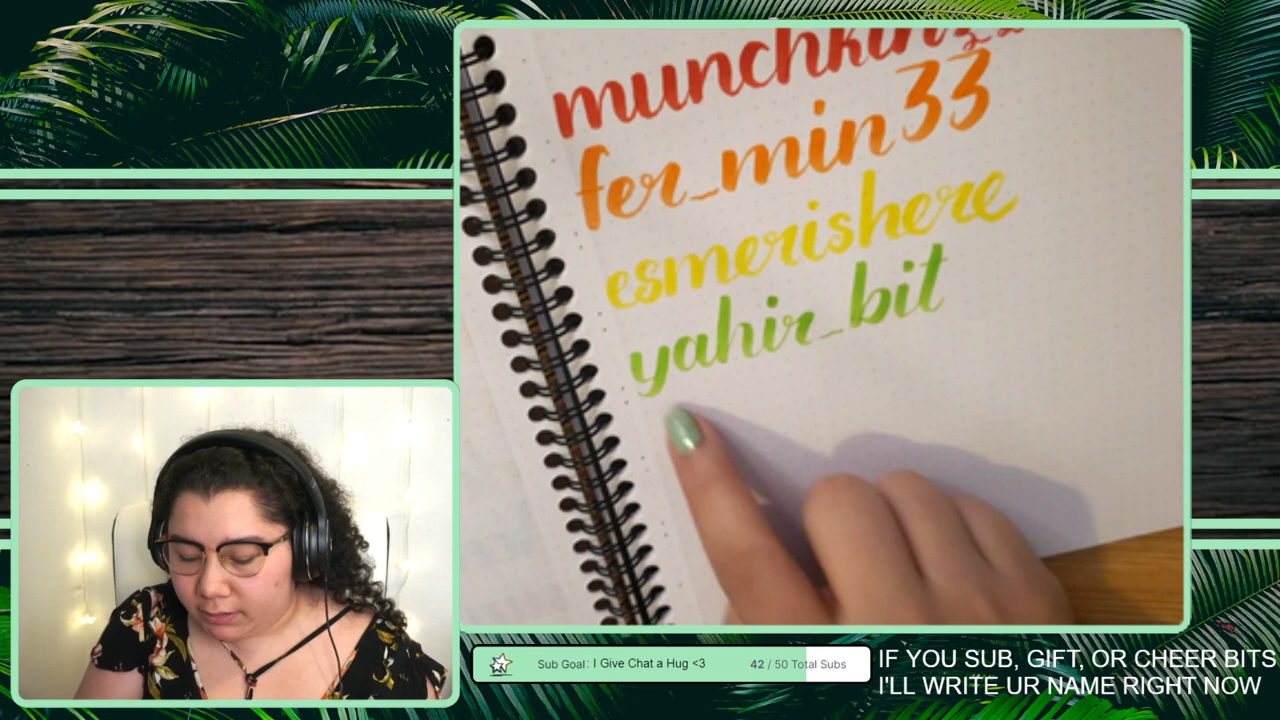 fer_min33
esmerishere
yahir_bit
Sub Goal: I Give Chat a Hug <3 42 / 50 Total Subs
IF YOU SUB, GIFT, OR CHEER BITS
I'LL WRITE UR NAME RIGHT NOW